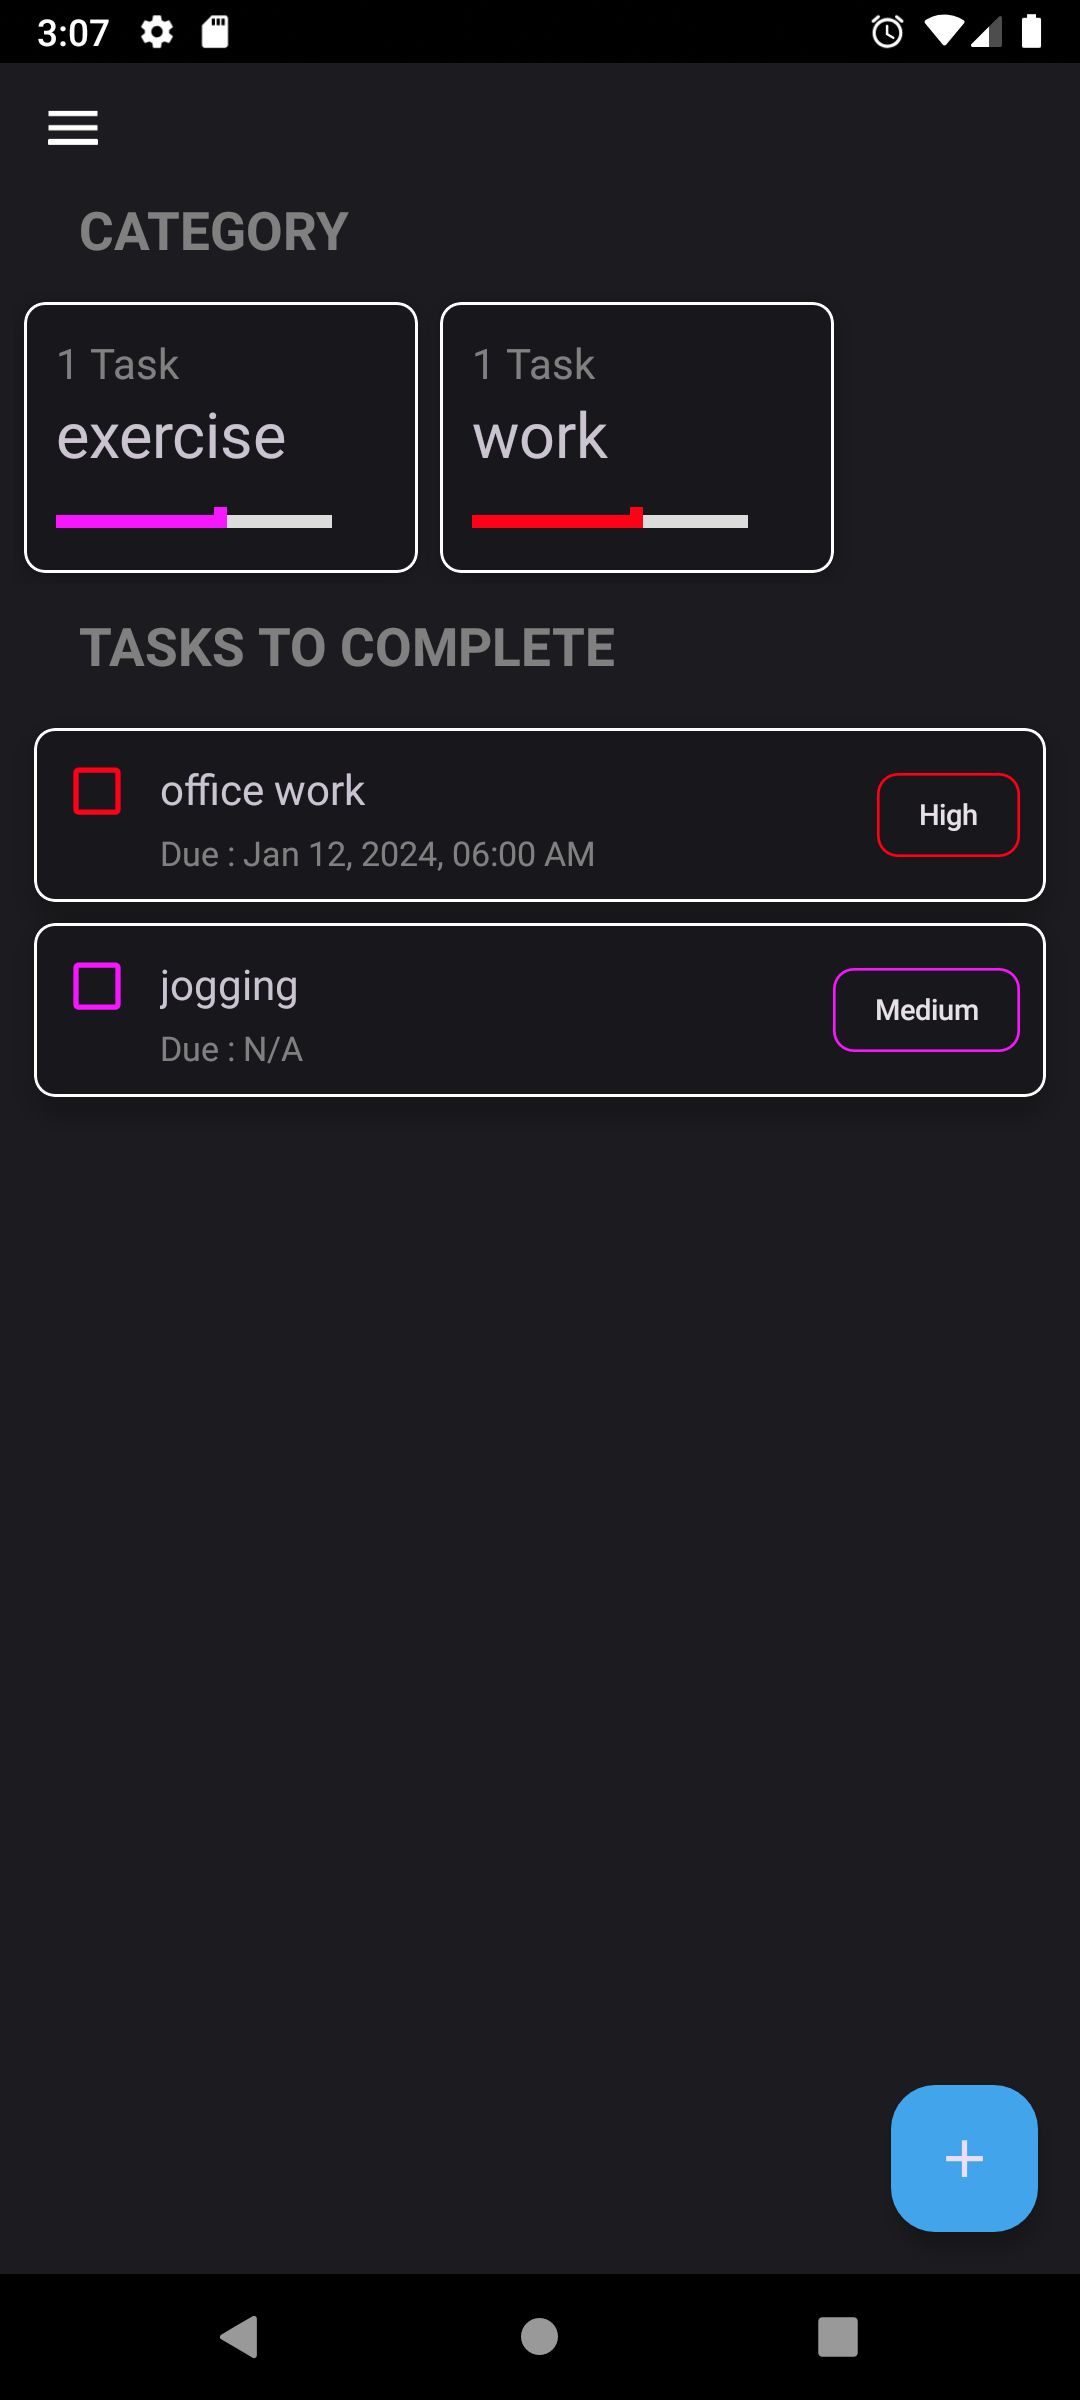 3:07
CATEGORY
1 Task
exercise
1 Task
work
TASKS TO COMPLETE
office work
Due : Jan 12, 2024, 06:00 AM
High
jogging
Due : N/A
Medium